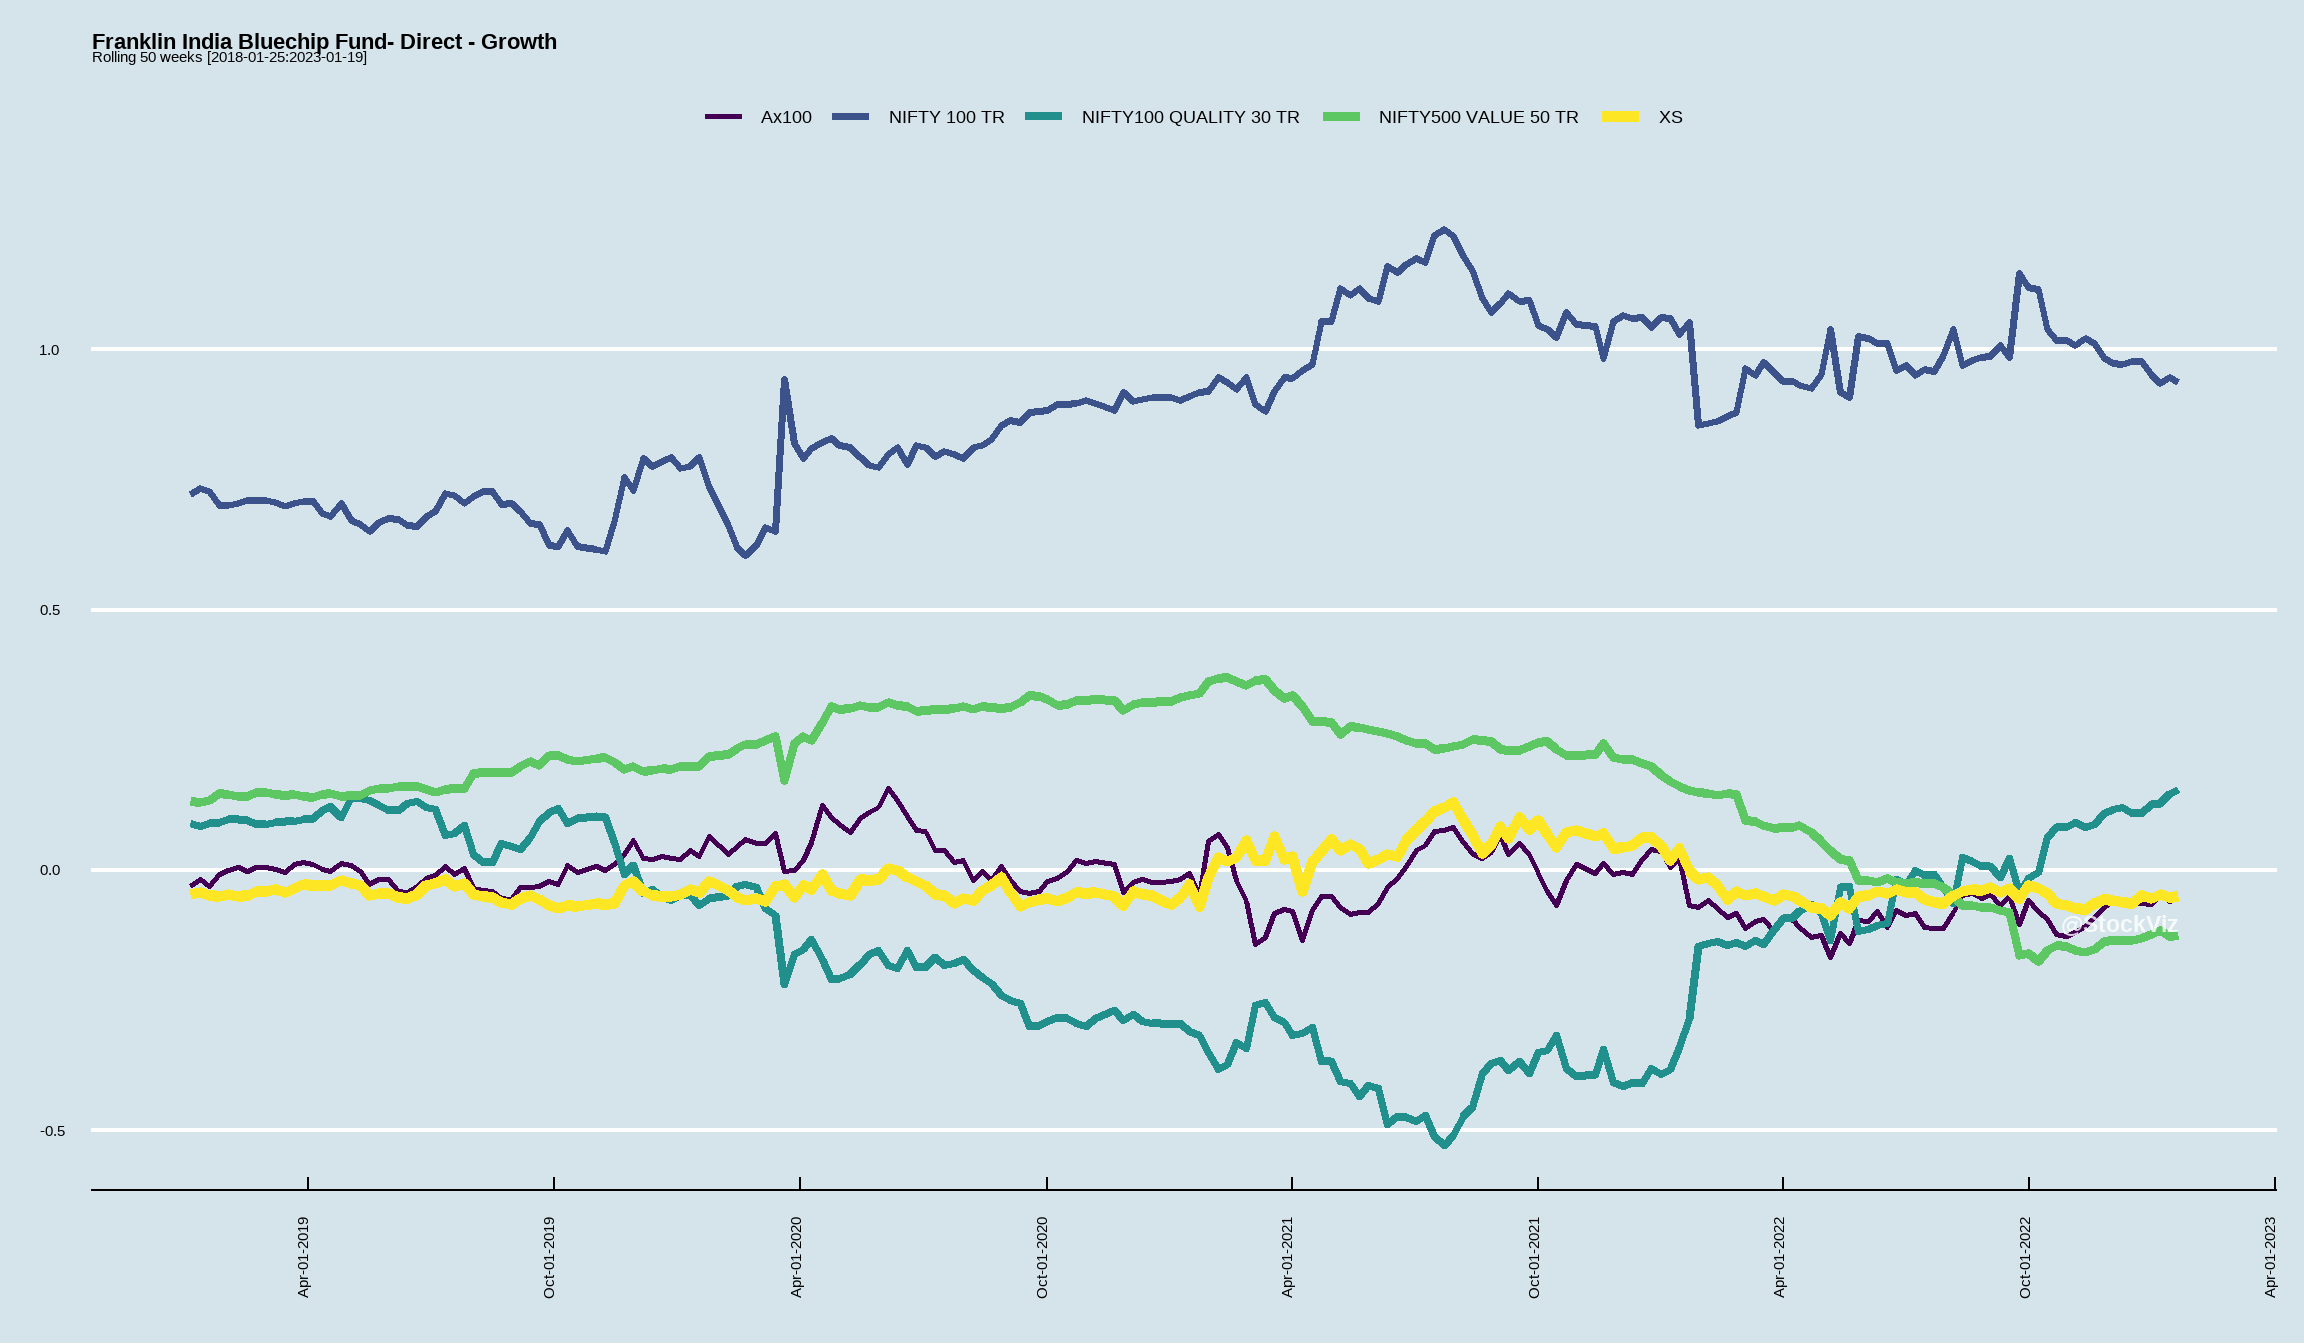 Franklin India Bluechip Fund- Direct - Growth
Rolling 50 weeks [2018-01-25:2023-01-19]
Ax100 NIFTY 100 TR NIFTY100 QUALITY 30 TR NIFTY500 VALUE 50 TR XS
1.0
0.5
0.0
@StockViz
-0.5
Apr-01-2019
Oct-01-2019
Apr-01-2020
Oct-01-2020
Apr-01-2021
Oct-01-2021
Apr-01-2022
Oct-01-2022
Apr-01-2023